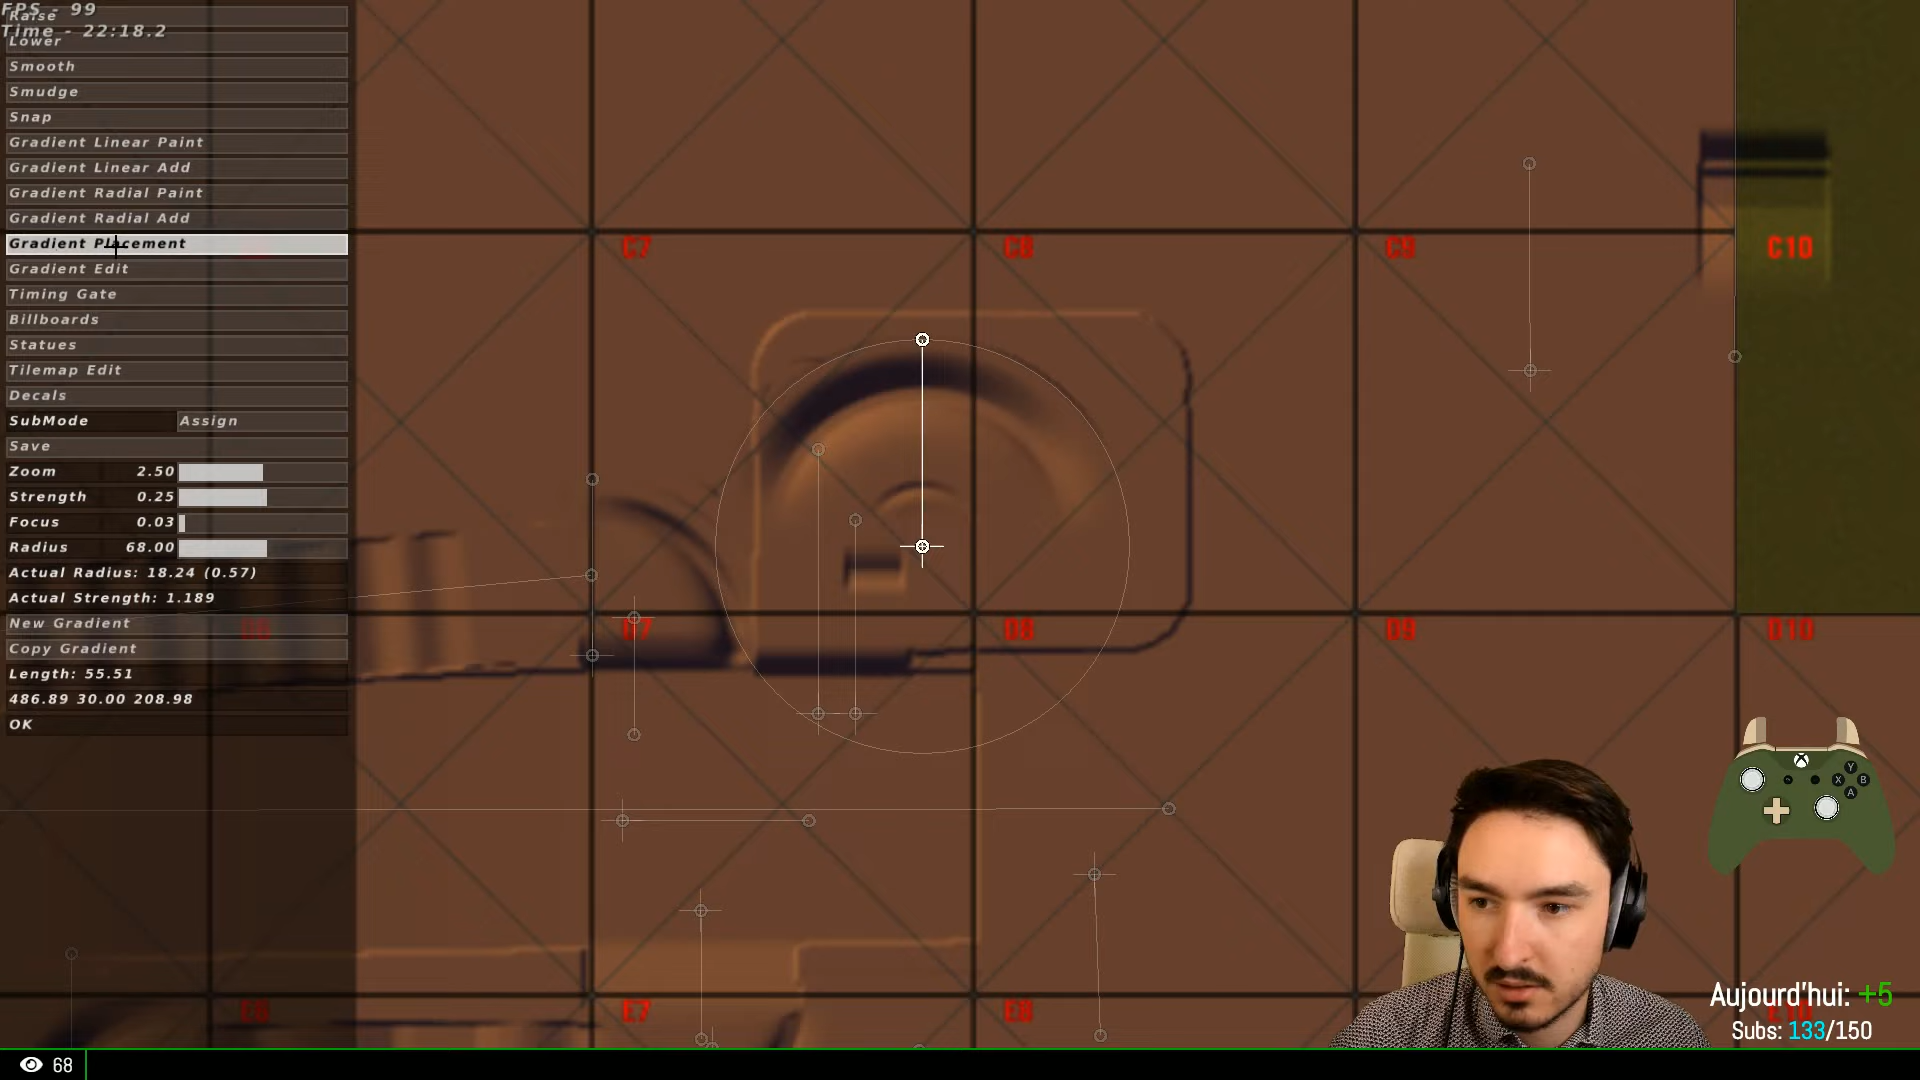 FPS - 99
Raise
Time - 22:18.2
Lower
Smooth
Smudge
Snap
Gradient Linear Paint
Gradient Linear Add
Gradient Radial Paint
Gradient Radial Add
Gradient Placement
Gradient Edit
Timing Gate
Billboards
Statues
Tilemap Edit
Decals
SubMode Assign
Save
Zoom 2.50
Strength 0.25
Focus 0.03
Radius 68.00
Actual Radius: 18.24 (0.57)
Actual Strength: 1.189
New Gradient
Copy Gradient
Length: 55.51
486.89 30.00 208.98
OK
C7 C8 C9 C10
D6 D7 D8 D9 D10
E6 E7 E8
Y
X B
A
Aujourd'hui: +5
Subs: 133/150
68